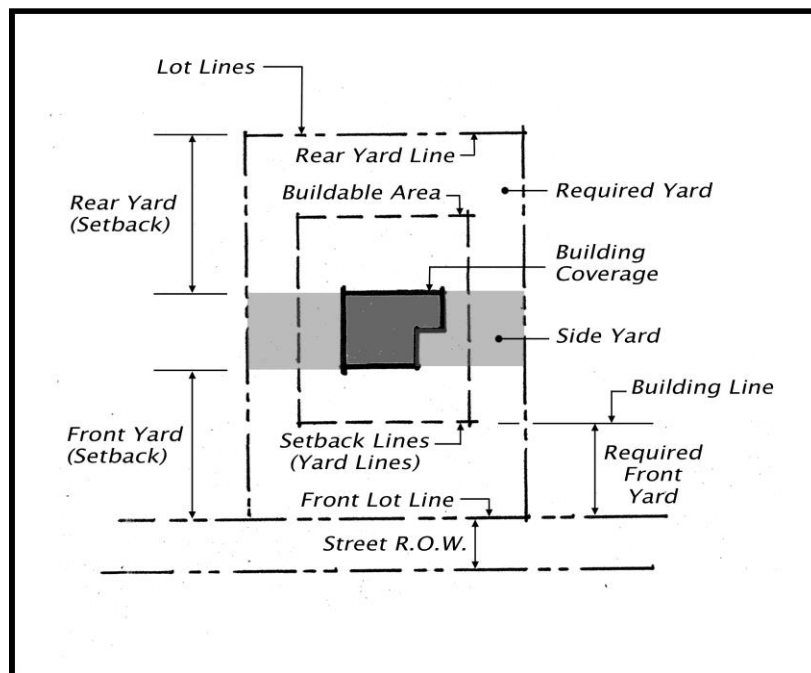 Lot Lines
Rear Yard Line
Rear Yard
(Setback)
Buildable Area
Required Yard
Building
Coverage
Side Yard
Building Line
Front Yard
(Setback)
Setback Lines
(Yard Lines)
Required
Front
Yard
Front Lot Line
Street R.O.W.